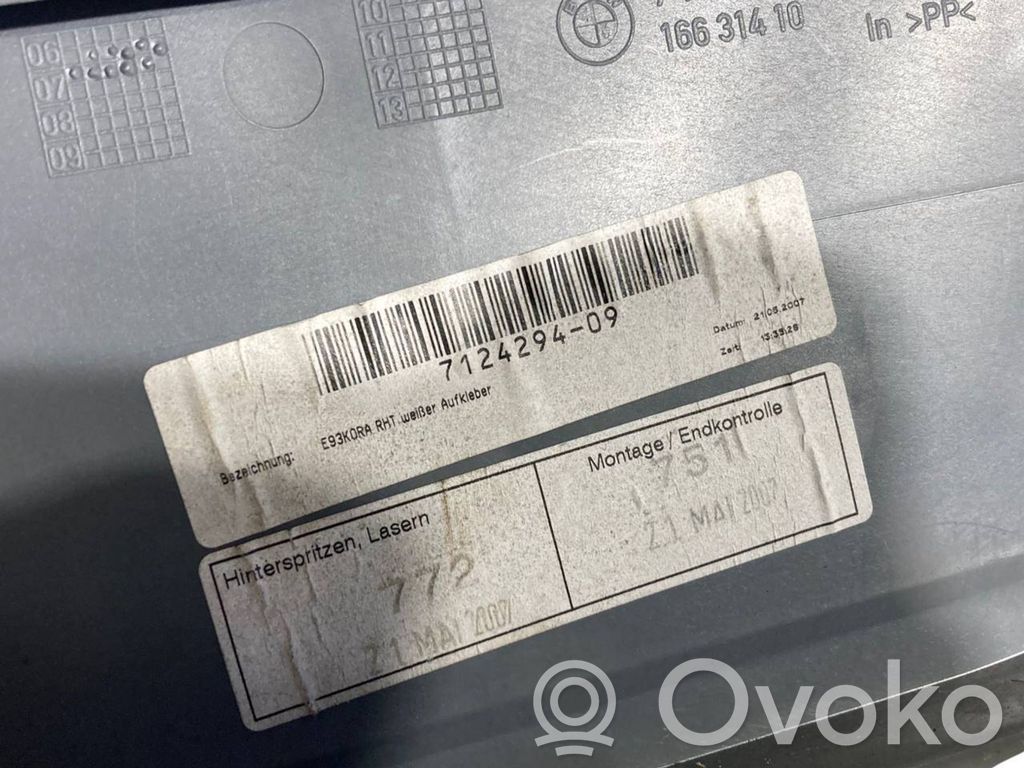 06
07
08
09
10
11
12
13
166 314 10
In >PP<
7124294-09
Datum: 21.05.2007
Zeit: 13:33:28
Bezeichnung: E93K0RA RHT.weißer Aufkleber
Hinterspritzen, Lasern
772
21 MAI 2007
Montage / Endkontrolle
7511
21 MAI 2007
Ovoko